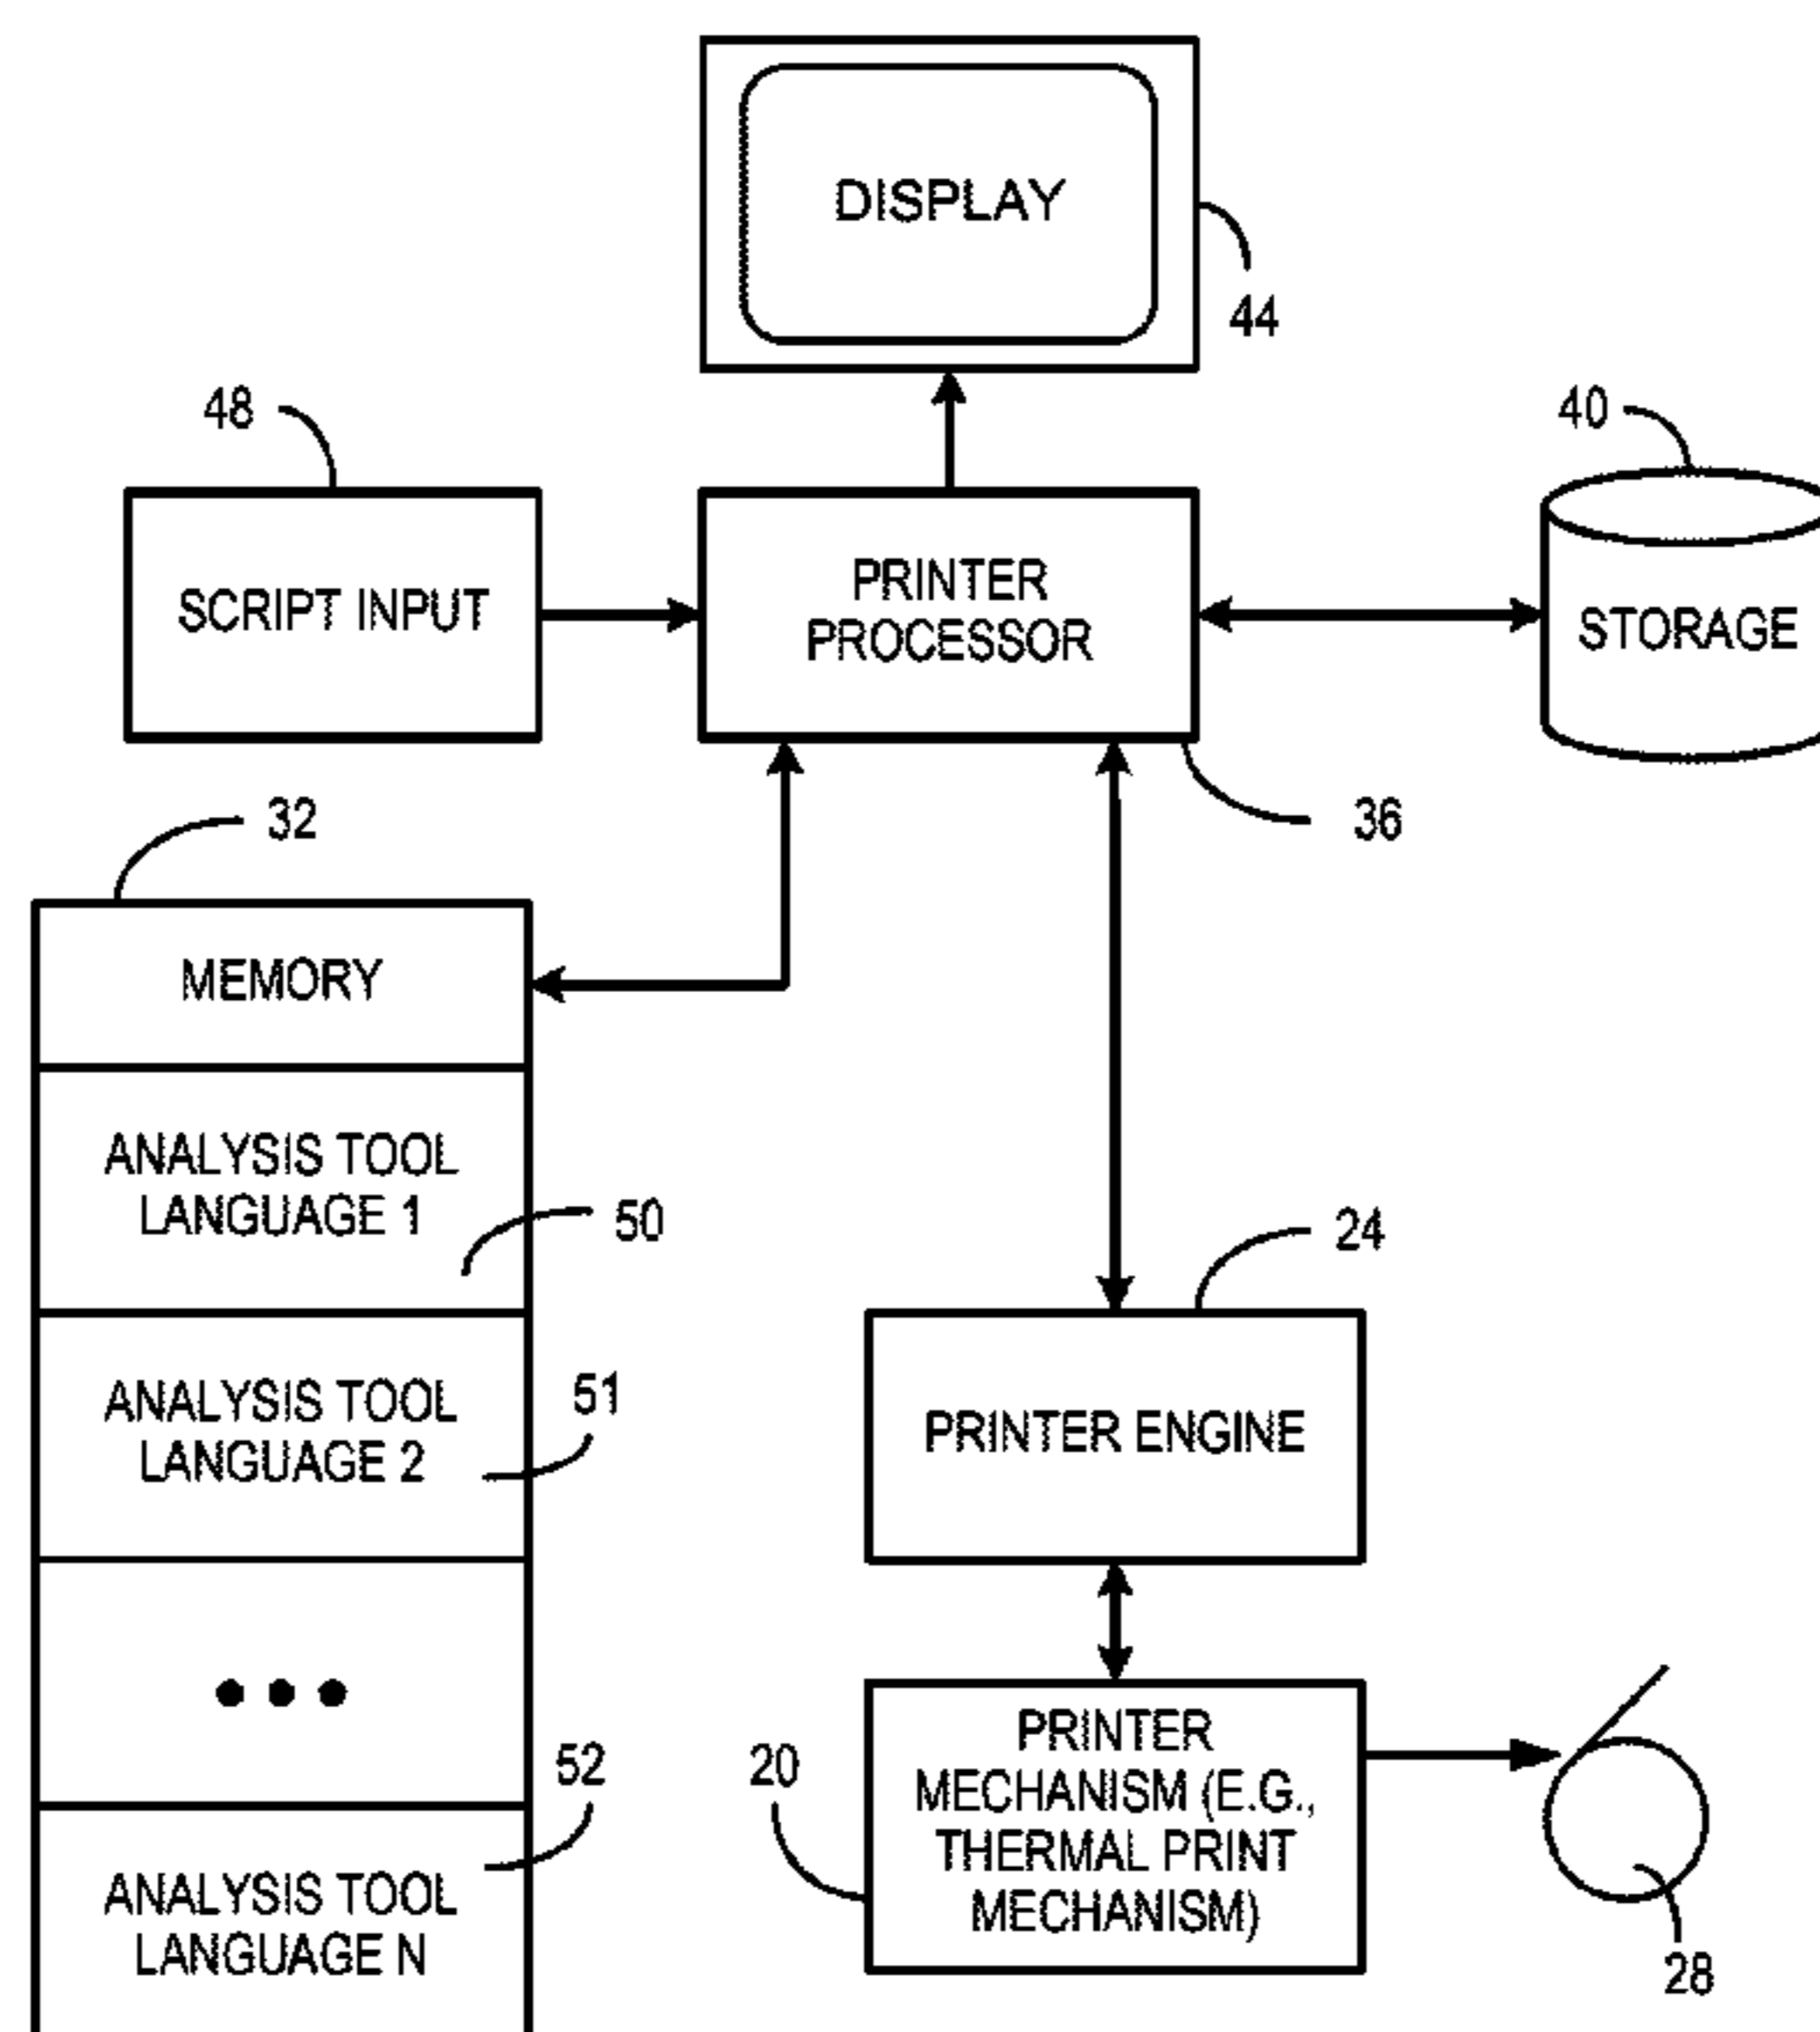 DISPLAY
44
48
40
SCRIPT INPUT
PRINTER
PROCESSOR
STORAGE
32
36
MEMORY
ANALYSIS TOOL
LANGUAGE 1
50
24
ANALYSIS TOOL
LANGUAGE 2
51
PRINTER ENGINE
52
20
PRINTER
MECHANISM (E.G.,
THERMAL PRINT
MECHANISM)
ANALYSIS TOOL
LANGUAGE N
28